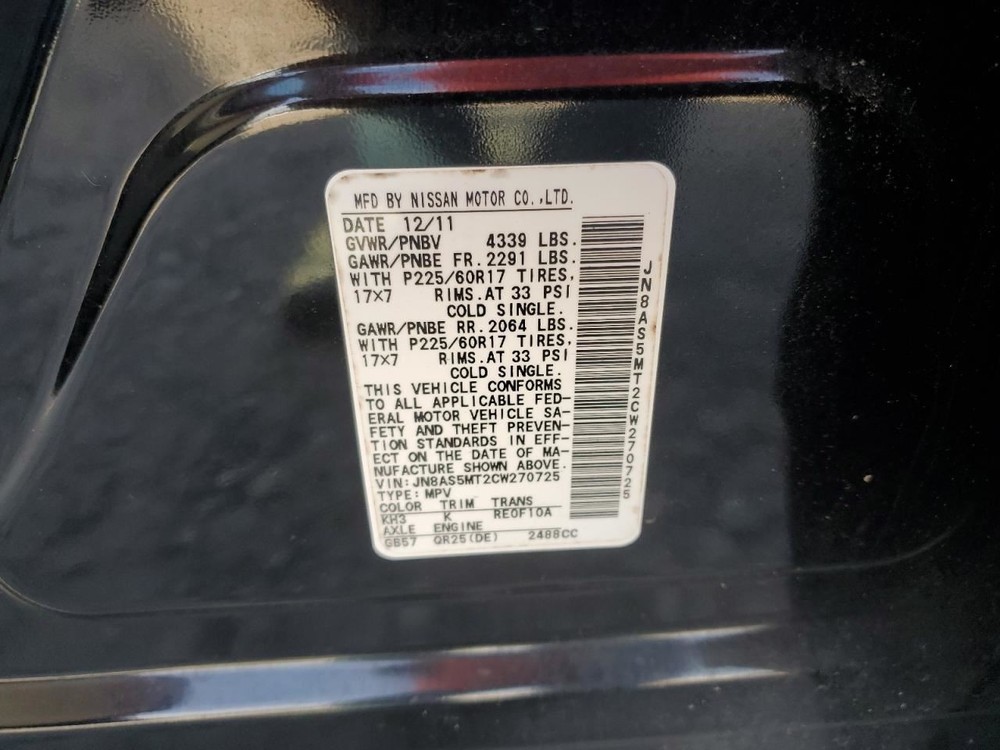 MFD BY NISSAN MOTOR CO.,LTD.
DATE 12/11
GVWR/PNBV 4339 LBS.
GAWR/PNBE FR. 2291 LBS.
WITH P225/60R17 TIRES,
17×7 RIMS.AT 33 PSI
COLD SINGLE.
GAWR/PNBE RR. 2064 LBS.
WITH P225/60R17 TIRES,
17×7 RIMS.AT 33 PSI
COLD SINGLE.
THIS VEHICLE CONFORMS
TO ALL APPLICABLE FED-
ERAL MOTOR VEHICLE SA-
FETY AND THEFT PREVEN-
TION STANDARDS IN EFF-
ECT ON THE DATE OF MA-
NUFACTURE SHOWN ABOVE.
VIN:JN8AS5MT2CW270725
TYPE: MPV
COLOR TRIM TRANS
KH3 K RE0F10A
AXLE ENGINE
GB57 QR25(DE) 2488CC
JN8AS5MT2CW270725